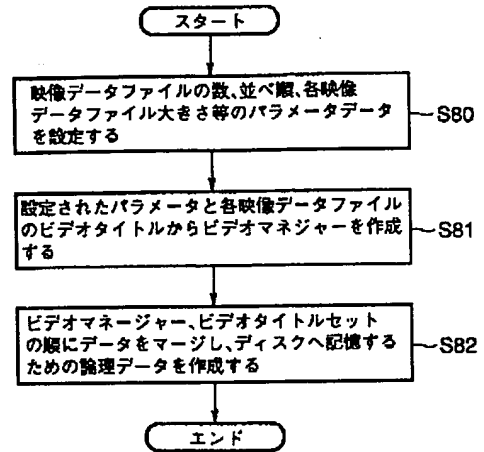 スタート
映像データファイルの数、並べ順、各映像
データファイル大きさ等のパラメータデータ
を設定する
S80
設定されたパラメータと各映像データファイル
のビデオタイトルからビデオマネジャーを作成
する
S81
ビデオマネージャー、ビデオタイトルセット
の順にデータをマージし、ディスクへ記憶する
ための論理データを作成する
S82
エンド